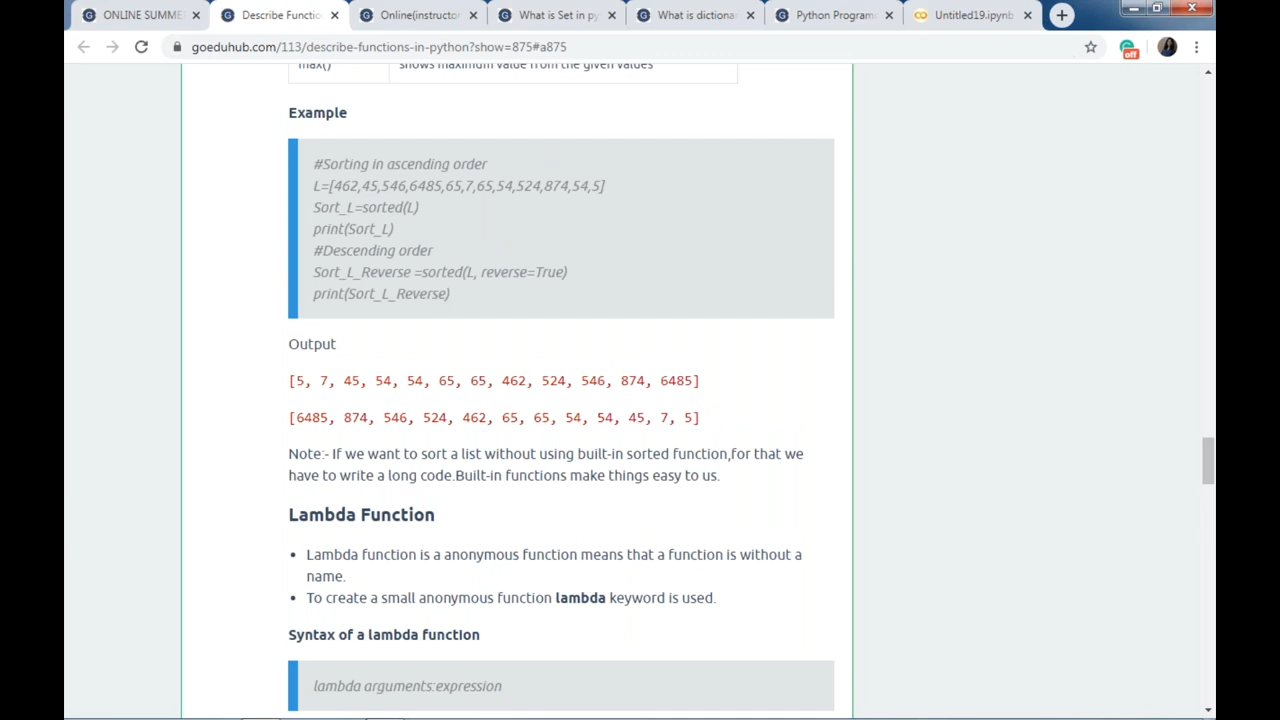 ONLINE SUMME
Describe Functio
Online(instructor
What is Set in py
What is dictiona
Python Program
Untitled19.ipynb
goeduhub.com/113/describe-functions-in-python?show=875#a875
off
max() shows maximum value from the given values
Example
#Sorting in ascending order
L=[462,45,546,6485,65,7,65,54,524,874,54,5]
Sort_L=sorted(L)
print(Sort_L)
#Descending order
Sort_L_Reverse =sorted(L, reverse=True)
print(Sort_L_Reverse)
Output
[5, 7, 45, 54, 54, 65, 65, 462, 524, 546, 874, 6485]
[6485, 874, 546, 524, 462, 65, 65, 54, 54, 45, 7, 5]
Note:- If we want to sort a list without using built-in sorted function,for that we
have to write a long code.Built-in functions make things easy to us.
Lambda Function
• Lambda function is a anonymous function means that a function is without a
name.
• To create a small anonymous function lambda keyword is used.
Syntax of a lambda function
lambda arguments:expression